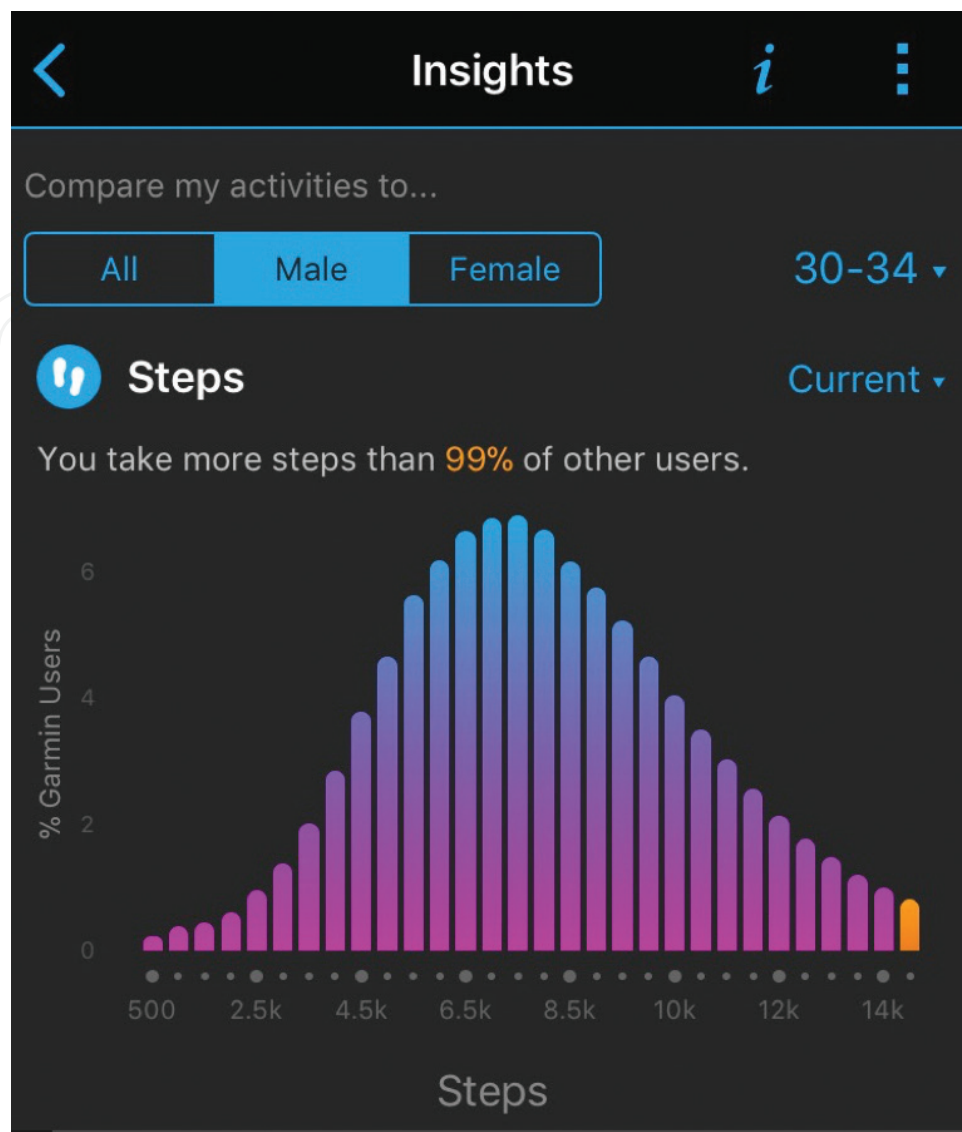 Insights i
Compare my activities to...
All Male Female 30-34
Steps Current
You take more steps than 99% of other users.
6
4
2
0
% Garmin Users
500 2.5k 4.5k 6.5k 8.5k 10k 12k 14k
Steps